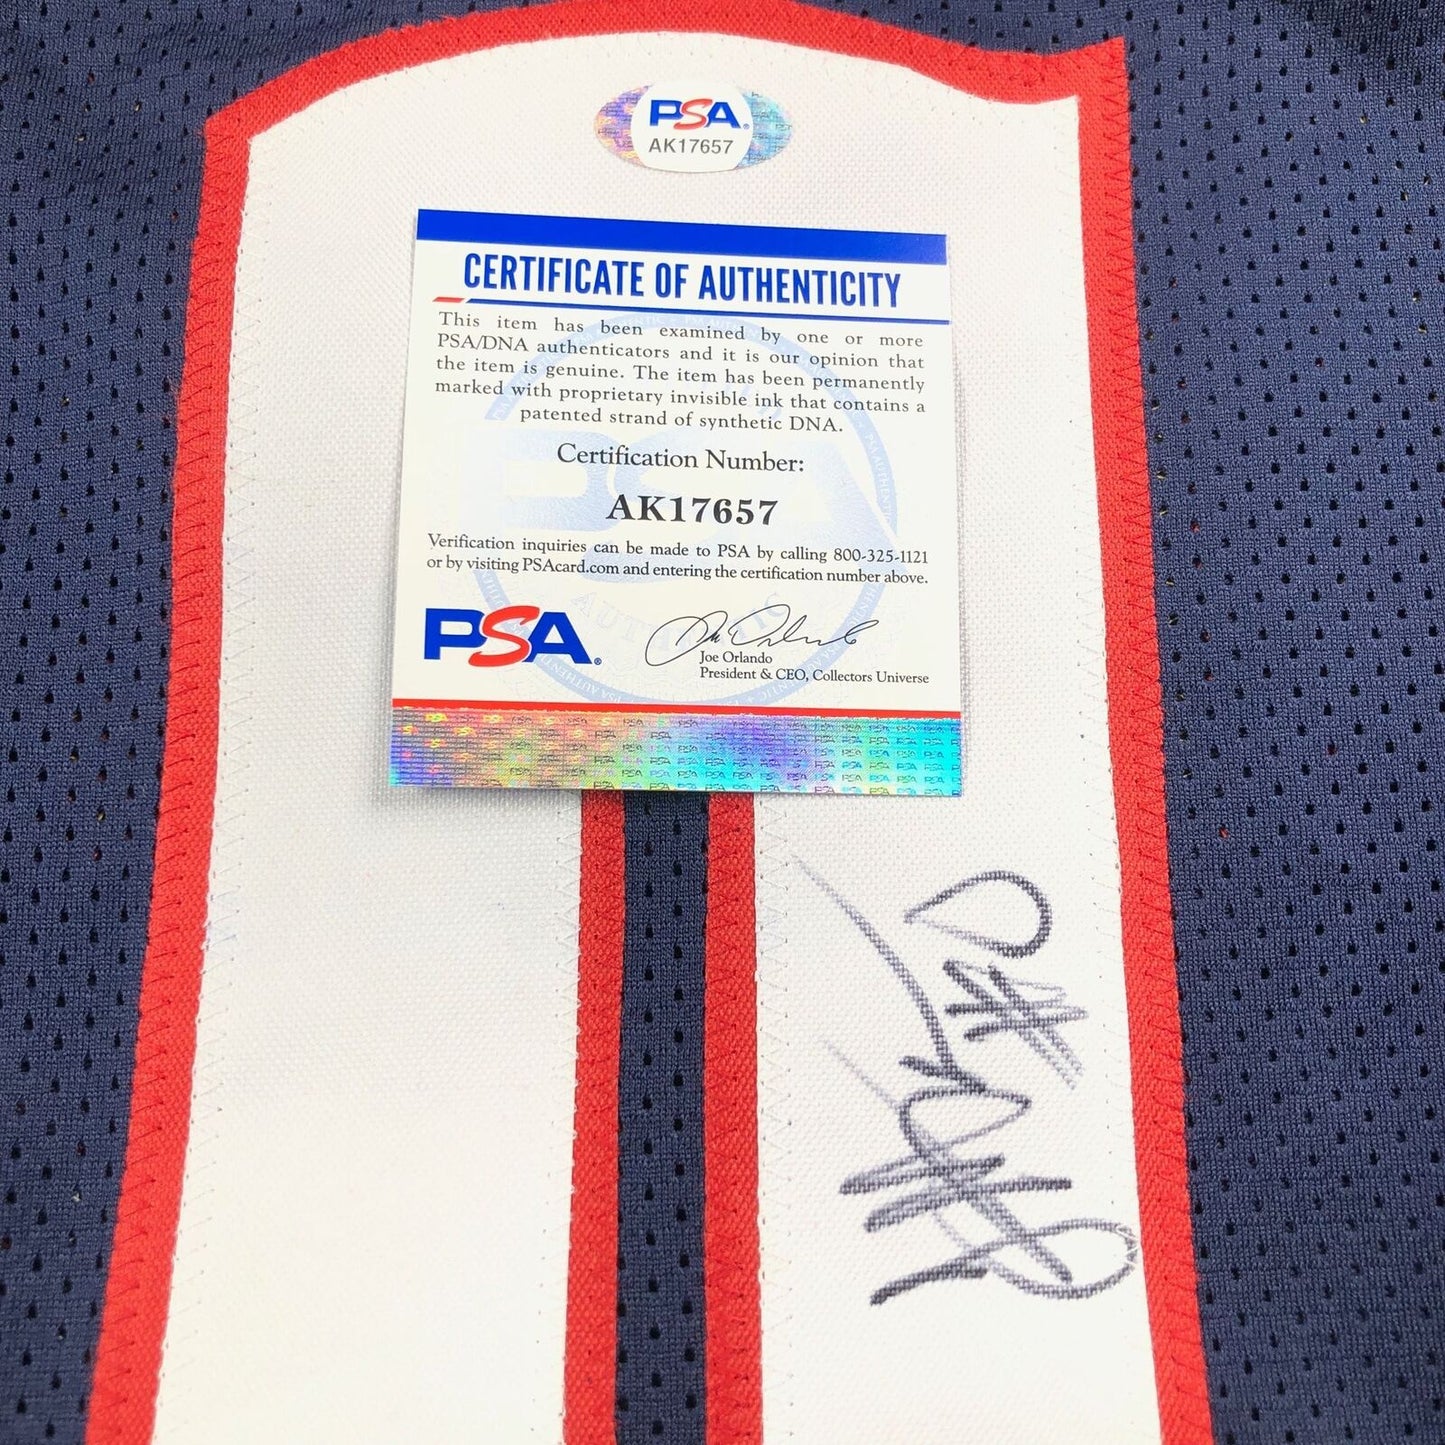 PSA
AK17657
CERTIFICATE OF AUTHENTICITY
This item has been examined by one or more
PSA/DNA authenticators and it is our opinion that
the item is genuine. The item has been permanently
marked with proprietary invisible ink that contains a
patented strand of synthetic DNA.
Certification Number:
AK17657
Verification inquiries can be made to PSA by calling 800-325-1121
or by visiting PSAcard.com and entering the certification number above.
PSA
Joe Orlando
President & CEO, Collectors Universe